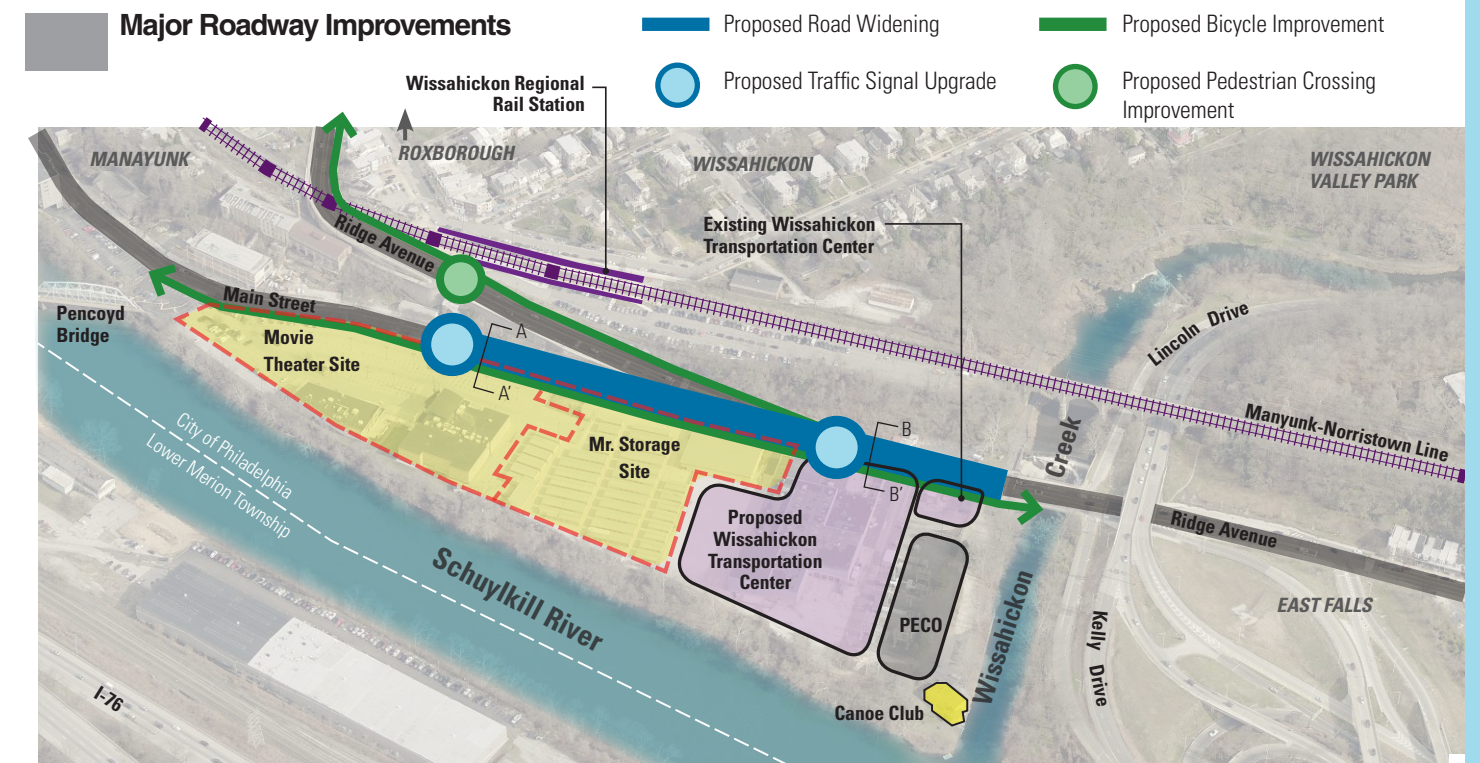 Major Roadway Improvements
Proposed Road Widening
Proposed Bicycle Improvement
Proposed Traffic Signal Upgrade
Proposed Pedestrian Crossing
Improvement
Wissahickon Regional
Rail Station
MANAYUNK
ROXBOROUGH
WISSAHICKON
WISSAHICKON
VALLEY PARK
Ridge Avenue
Existing Wissahickon
Transportation Center
Pencoyd
Bridge
Main Street
Movie
Theater Site
A
A'
Lincoln Drive
Manyunk-Norristown Line
City of Philadelphia
Lower Merion Township
Mr. Storage
Site
B
B'
Creek
Ridge Avenue
Proposed
Wissahickon
Transportation
Center
Schuylkill River
PECO
Wissahickon
Kelly Drive
EAST FALLS
I-76
Canoe Club